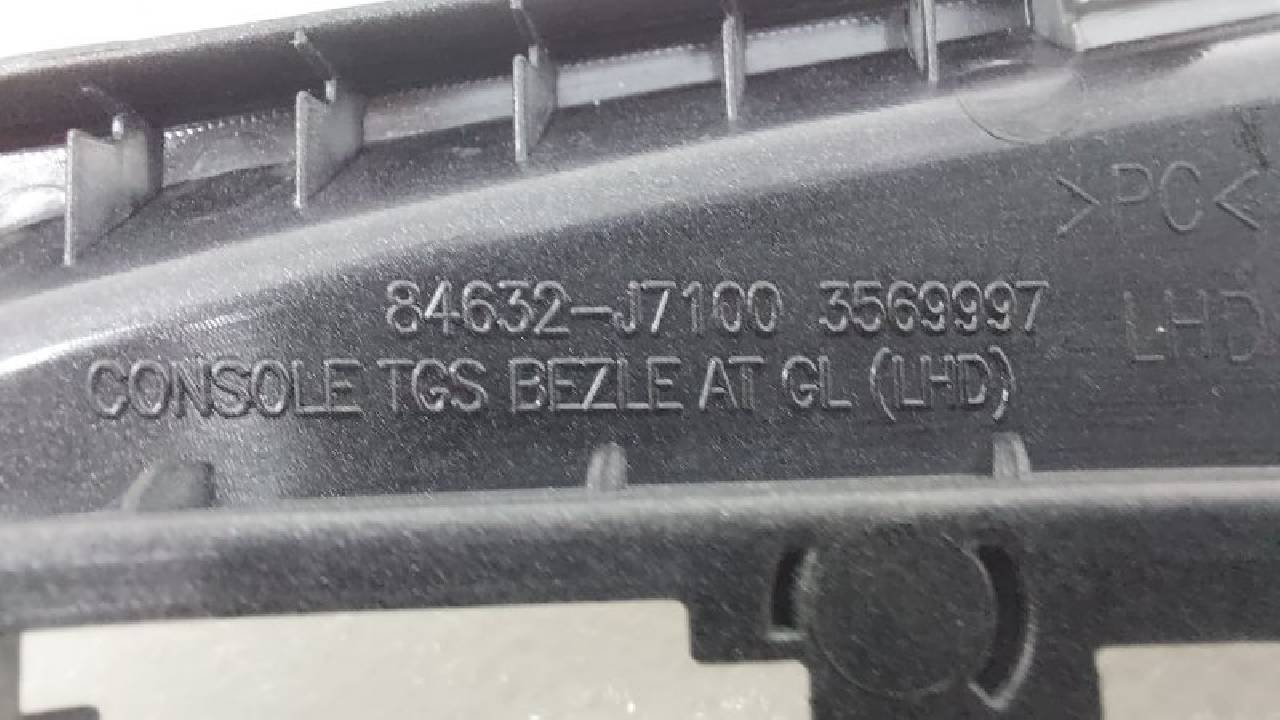 >PC<
84632-J7100 3569997
LHD
CONSOLE TGS BEZLE AT GL (LHD)